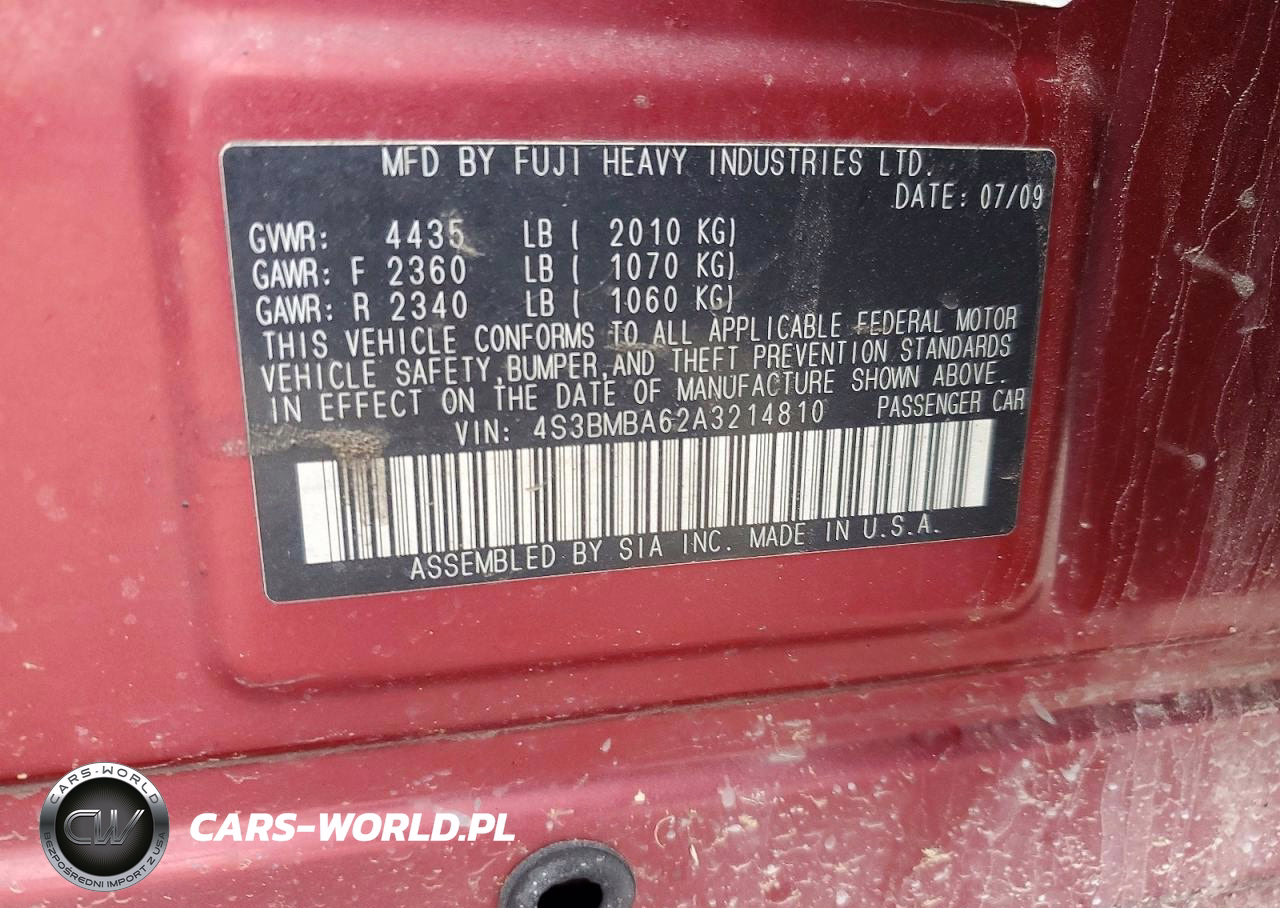 MFD BY FUJI HEAVY INDUSTRIES LTD.
DATE: 07/09
GVWR: 4435 LB ( 2010 KG)
GAWR: F 2360 LB ( 1070 KG)
GAWR: R 2340 LB ( 1060 KG)
THIS VEHICLE CONFORMS TO ALL APPLICABLE FEDERAL MOTOR
VEHICLE SAFETY,BUMPER,AND THEFT PREVENTION STANDARDS
IN EFFECT ON THE DATE OF MANUFACTURE SHOWN ABOVE.
VIN: 4S3BMBA62A3214810 PASSENGER CAR
ASSEMBLED BY SIA INC. MADE IN U.S.A.
CARS-WORLD
CW
BEZPOŚREDNI IMPORT Z USA
CARS-WORLD.PL